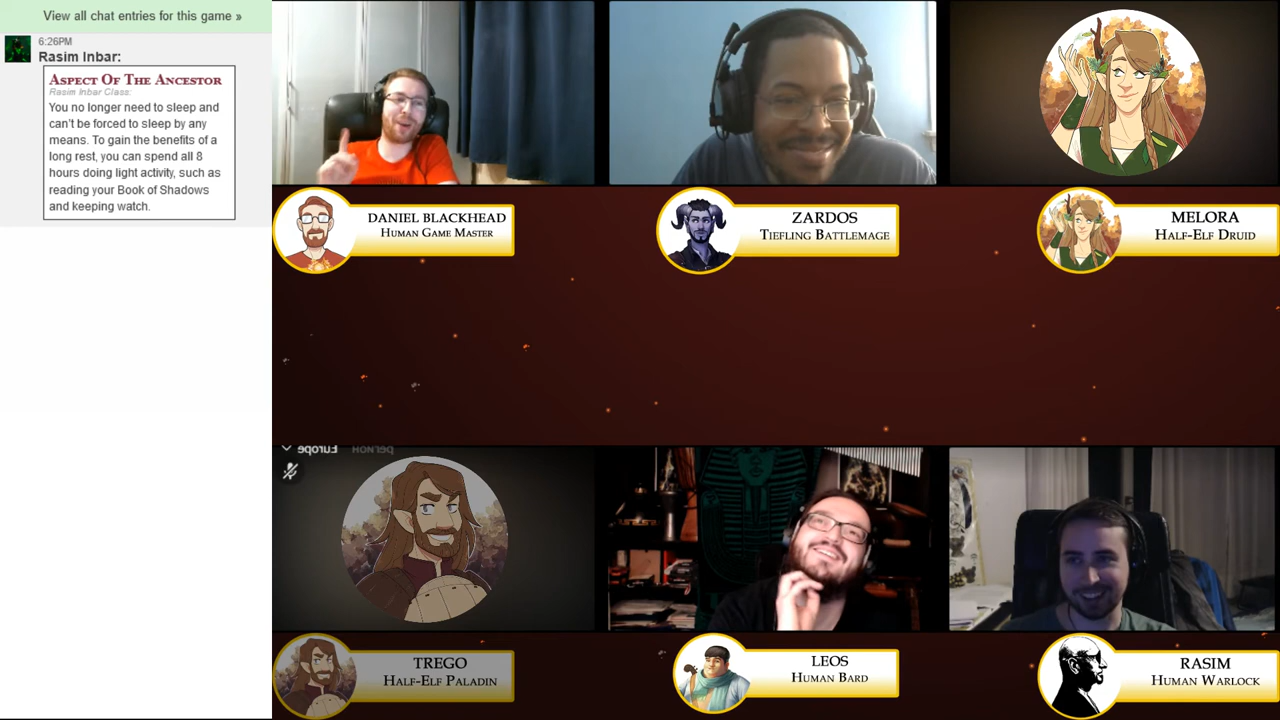 View all chat entries for this game »
6:26PM
Rasim Inbar:
Aspect Of The Ancestor
Rasim Inbar Class:
You no longer need to sleep and
can't be forced to sleep by any
means. To gain the benefits of a
long rest, you can spend all 8
hours doing light activity, such as
reading your Book of Shadows
and keeping watch.
DANIEL BLACKHEAD
Human Game Master
ZARDOS
Tiefling Battlemage
MELORA
Half-Elf Druid
Europe
TREGO
Half-Elf Paladin
LEOS
Human Bard
RASIM
Human Warlock